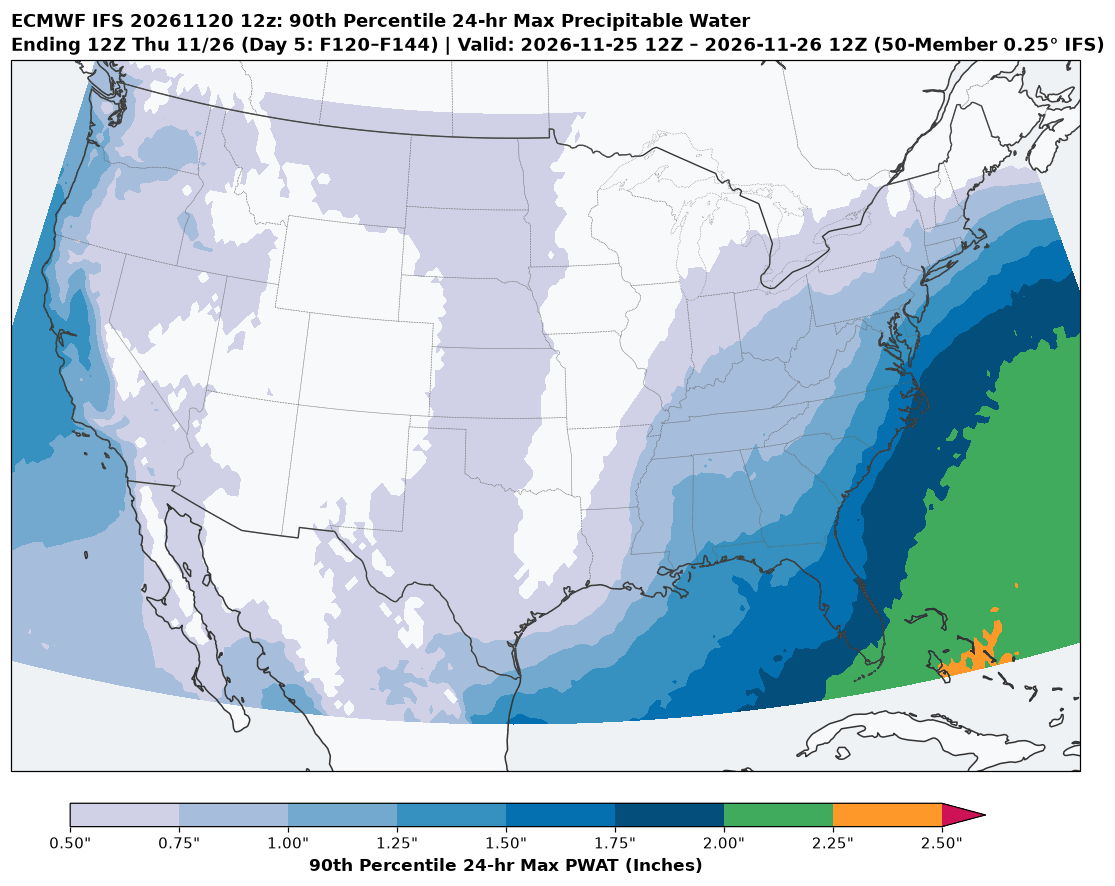 ECMWF IFS 20261120 12z: 90th Percentile 24-hr Max Precipitable Water
Ending 12Z Thu 11/26 (Day 5: F120–F144) | Valid: 2026-11-25 12Z – 2026-11-26 12Z (50-Member 0.25° IFS)
0.50" 0.75" 1.00" 1.25" 1.50" 1.75" 2.00" 2.25" 2.50"
90th Percentile 24-hr Max PWAT (Inches)